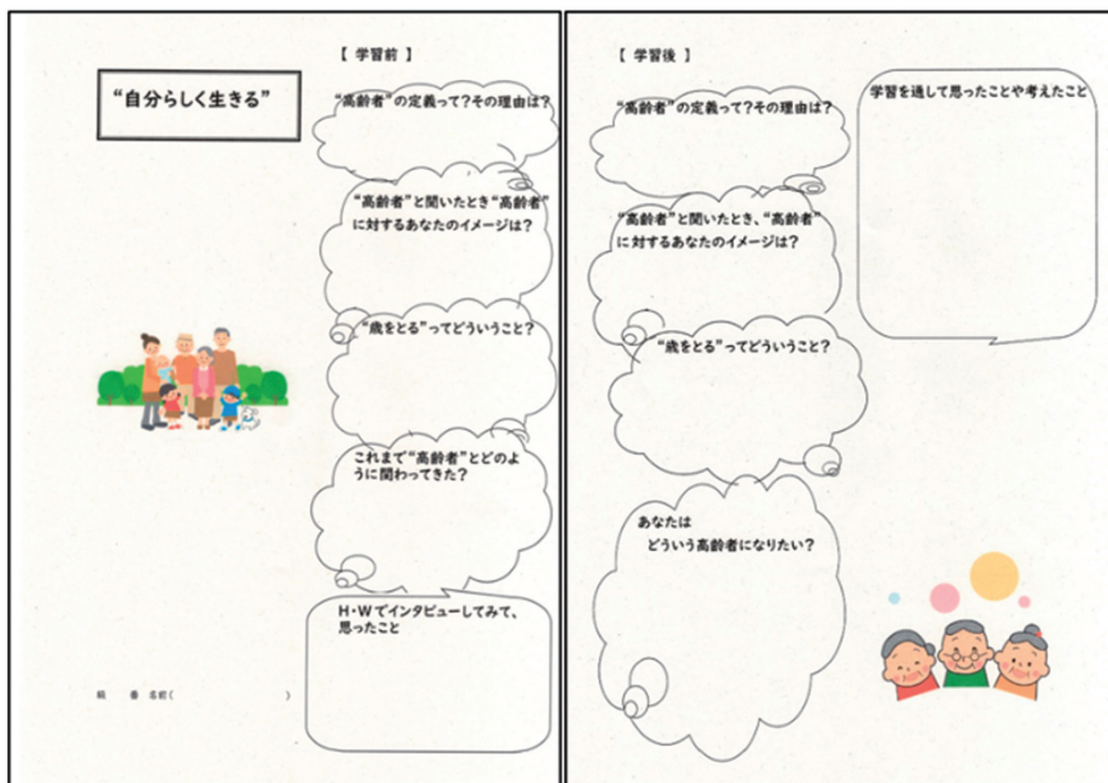 “自分らしく生きる”
組　番　名前（　　　　　　　）
【 学習前 】
“高齢者”の定義って？その理由は？
“高齢者”と聞いたとき“高齢者”
に対するあなたのイメージは？
“歳をとる”ってどういうこと？
これまで“高齢者”とどのよ
うに関わってきた？
H・Wでインタビューしてみて、
思ったこと
【 学習後 】
“高齢者”の定義って？その理由は？
“高齢者”と聞いたとき、“高齢者”
に対するあなたのイメージは？
“歳をとる”ってどういうこと？
あなたは
どういう高齢者になりたい？
学習を通して思ったことや考えたこと